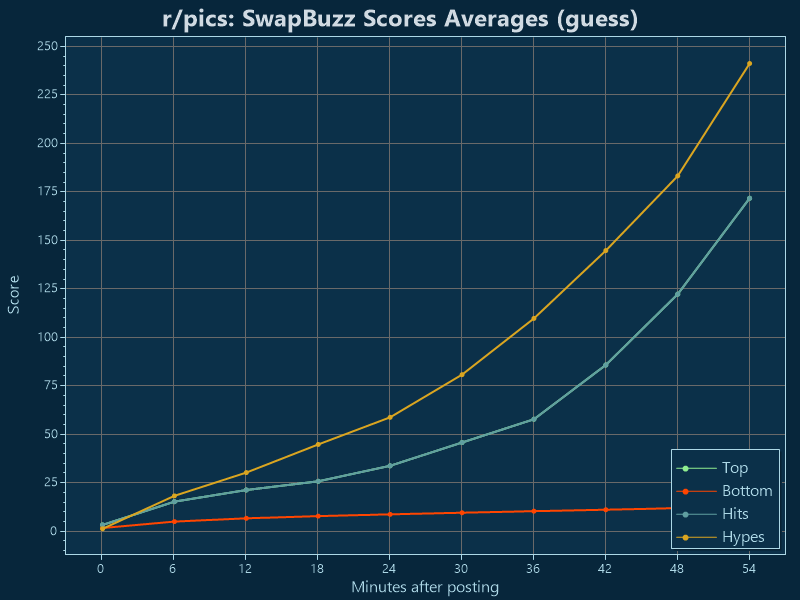 r/pics: SwapBuzz Scores Averages (guess)
250
225
200
175
150
125
100
75
50
25
0
Score
Top
Bottom
Hits
Hypes
0 6 12 18 24 30 36 42 48 54
Minutes after posting